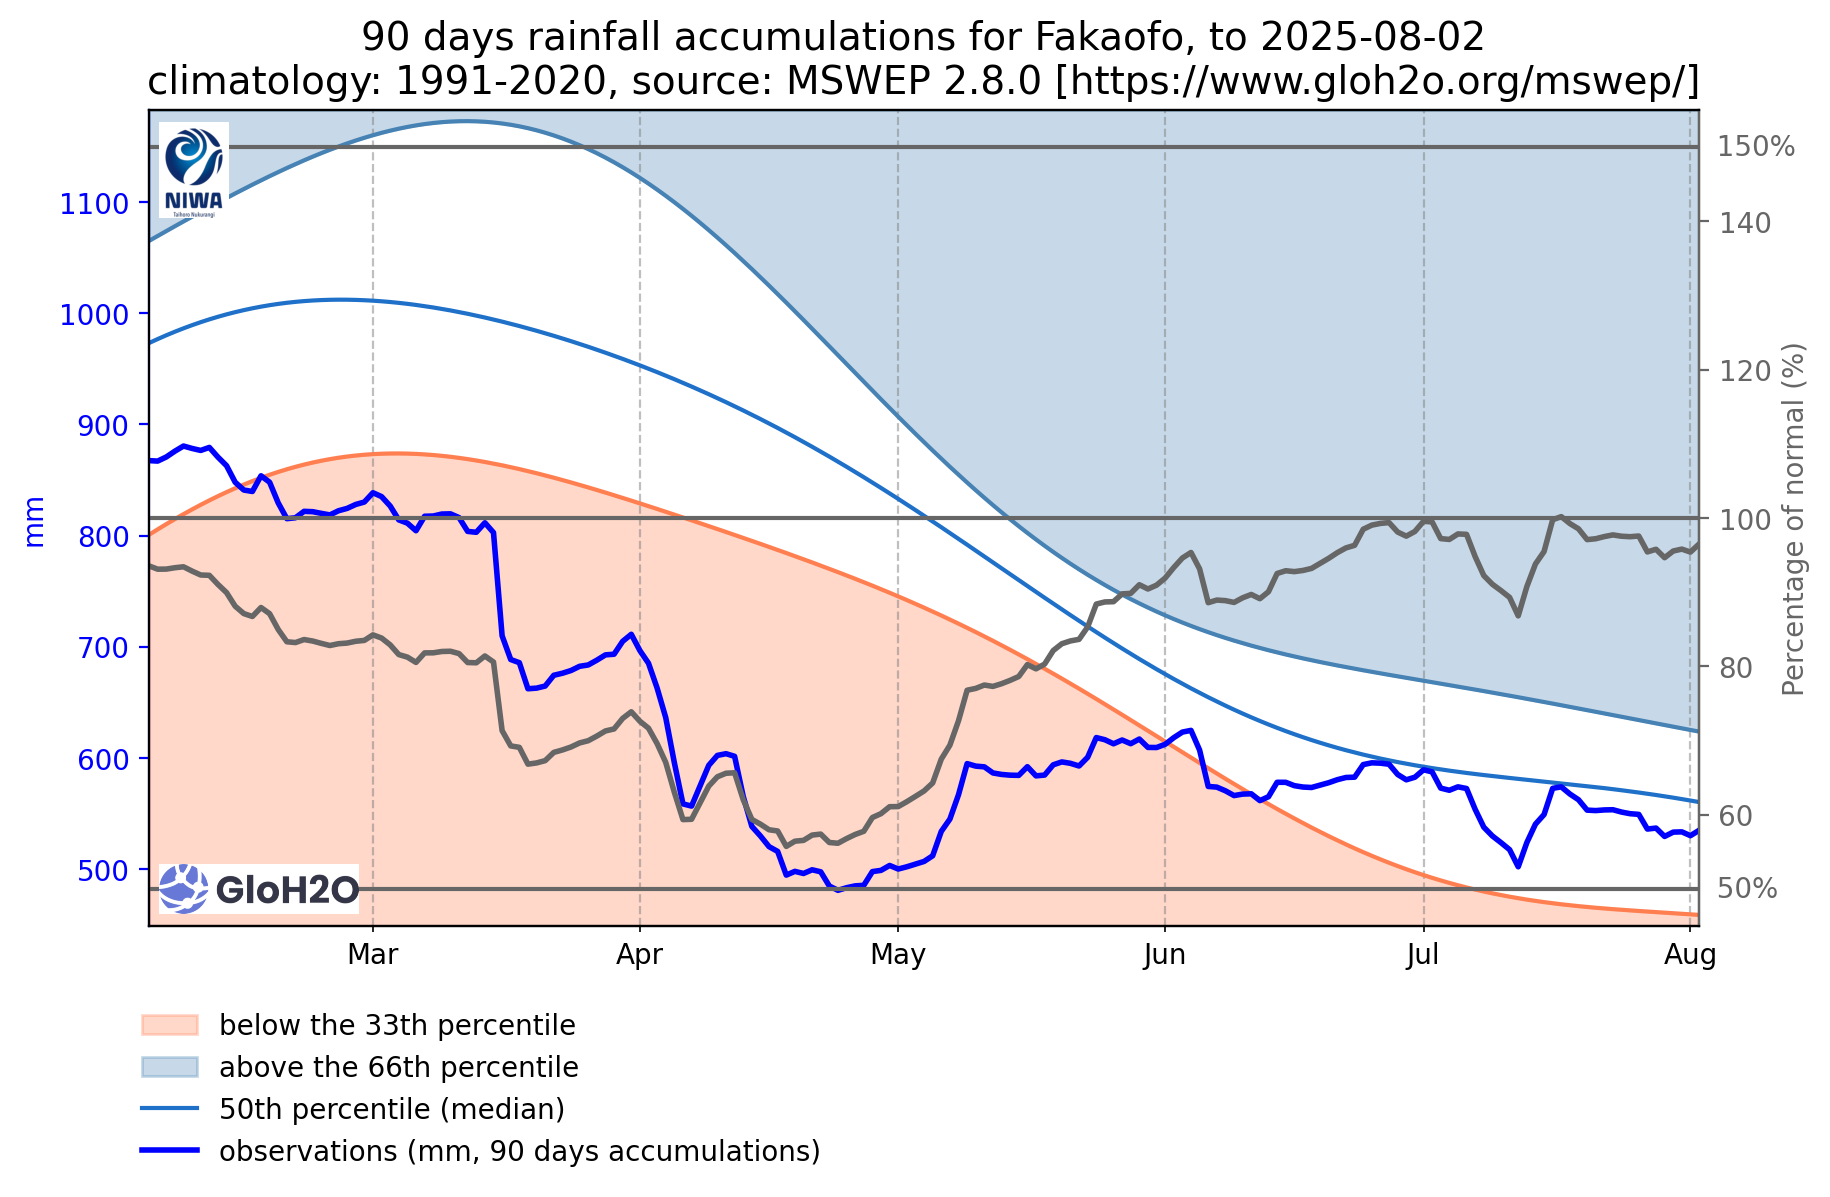 90 days rainfall accumulations for Fakaofo, to 2025-08-02
climatology: 1991-2020, source: MSWEP 2.8.0 [https://www.gloh2o.org/mswep/]
NIWA
Taihoro Nukurangi
1100
1000
900
800
700
600
500
mm
150%
140
120
100
80
60
50%
Percentage of normal (%)
GloH2O
Mar
Apr
May
Jun
Jul
Aug
below the 33th percentile
above the 66th percentile
50th percentile (median)
observations (mm, 90 days accumulations)